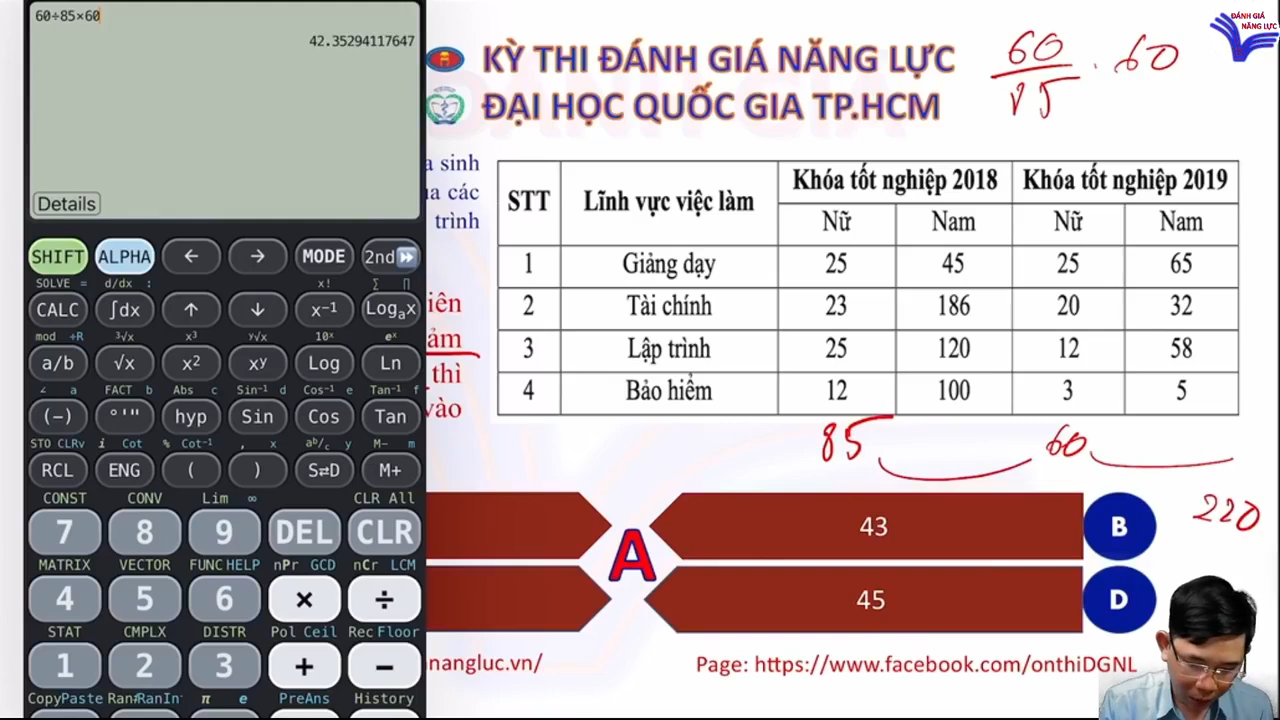 60÷85×60
42.35294117647
Details
SHIFT ALPHA ← → MODE 2nd
SOLVE = d/dx : x! ∑ ∏
CALC ∫dx ↑ ↓ x⁻¹ Logₐx
mod ÷R ³√x x³ y√x 10ˣ eˣ
a/b √x x² xʸ Log Ln
∠ a FACT b Abs c Sin⁻¹ d Cos⁻¹ e Tan⁻¹ f
(−) °'" hyp Sin Cos Tan
STO CLRv i Cot % Cot⁻¹ , x aᵇ/c y M− m
RCL ENG ( ) S⇄D M+
CONST CONV Lim ∞ CLR All
7 8 9 DEL CLR
MATRIX VECTOR FUNC HELP nPr GCD nCr LCM
4 5 6 × ÷
STAT CMPLX DISTR Pol Ceil Rec Floor
1 2 3 + −
Copy Paste π e PreAns History
ĐÁNH GIÁ
NĂNG LỰC
KỲ THI ĐÁNH GIÁ NĂNG LỰC
ĐẠI HỌC QUỐC GIA TP.HCM
60
85
. 60
sinh
các
trình
thì
STT Lĩnh vực việc làm Khóa tốt nghiệp 2018 Khóa tốt nghiệp 2019
Nữ Nam Nữ Nam
1 Giảng dạy 25 45 25 65
2 Tài chính 23 186 20 32
3 Lập trình 25 120 12 58
4 Bảo hiểm 12 100 3 5
85 60
220
A
43 B
45 D
nangluc.vn/
Page: https://www.facebook.com/onthiDGNL